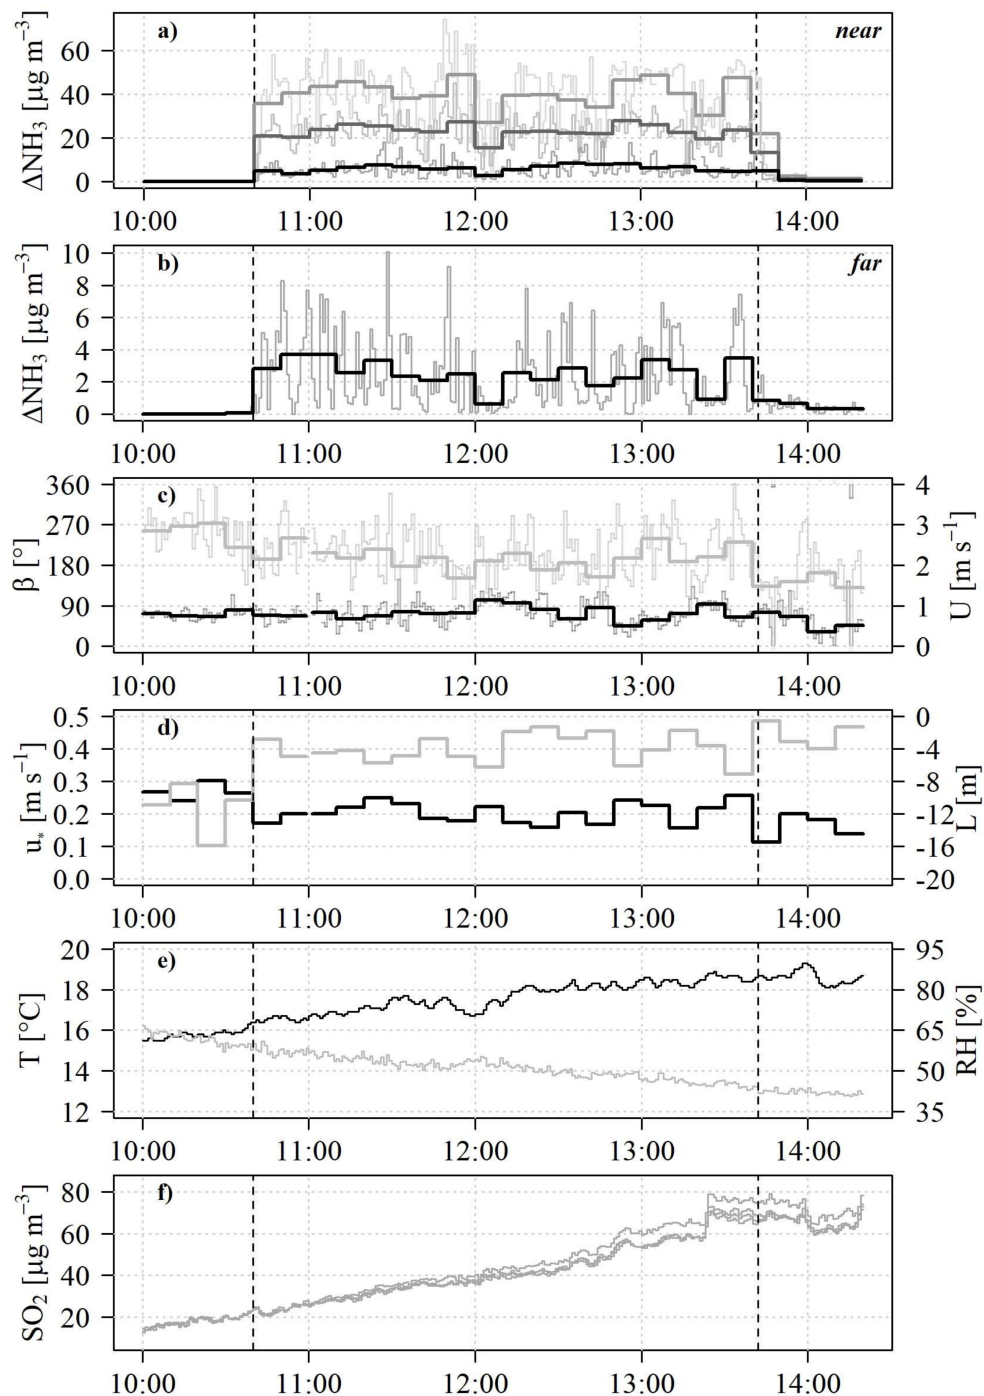 a)
near
ΔNH₃ [µg m⁻³]
60
40
20
0
10:00 11:00 12:00 13:00 14:00
b)
far
ΔNH₃ [µg m⁻³]
10
8
6
4
2
0
10:00 11:00 12:00 13:00 14:00
c)
β [°]
360
270
180
90
0
U [m s⁻¹]
4
3
2
1
0
10:00 11:00 12:00 13:00 14:00
d)
u* [m s⁻¹]
0.5
0.4
0.3
0.2
0.1
0.0
L [m]
0
-4
-8
-12
-16
-20
10:00 11:00 12:00 13:00 14:00
e)
T [°C]
20
18
16
14
12
RH [%]
95
80
65
50
35
10:00 11:00 12:00 13:00 14:00
f)
SO₂ [µg m⁻³]
80
60
40
20
10:00 11:00 12:00 13:00 14:00